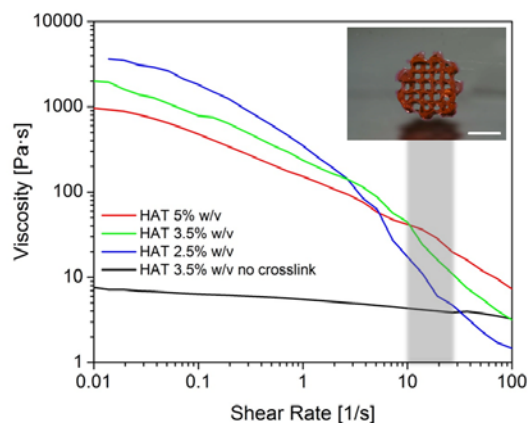 10000
1000
100
10
1
Viscosity [Pa·s]
HAT 5% w/v
HAT 3.5% w/v
HAT 2.5% w/v
HAT 3.5% w/v no crosslink
0.01 0.1 1 10 100
Shear Rate [1/s]